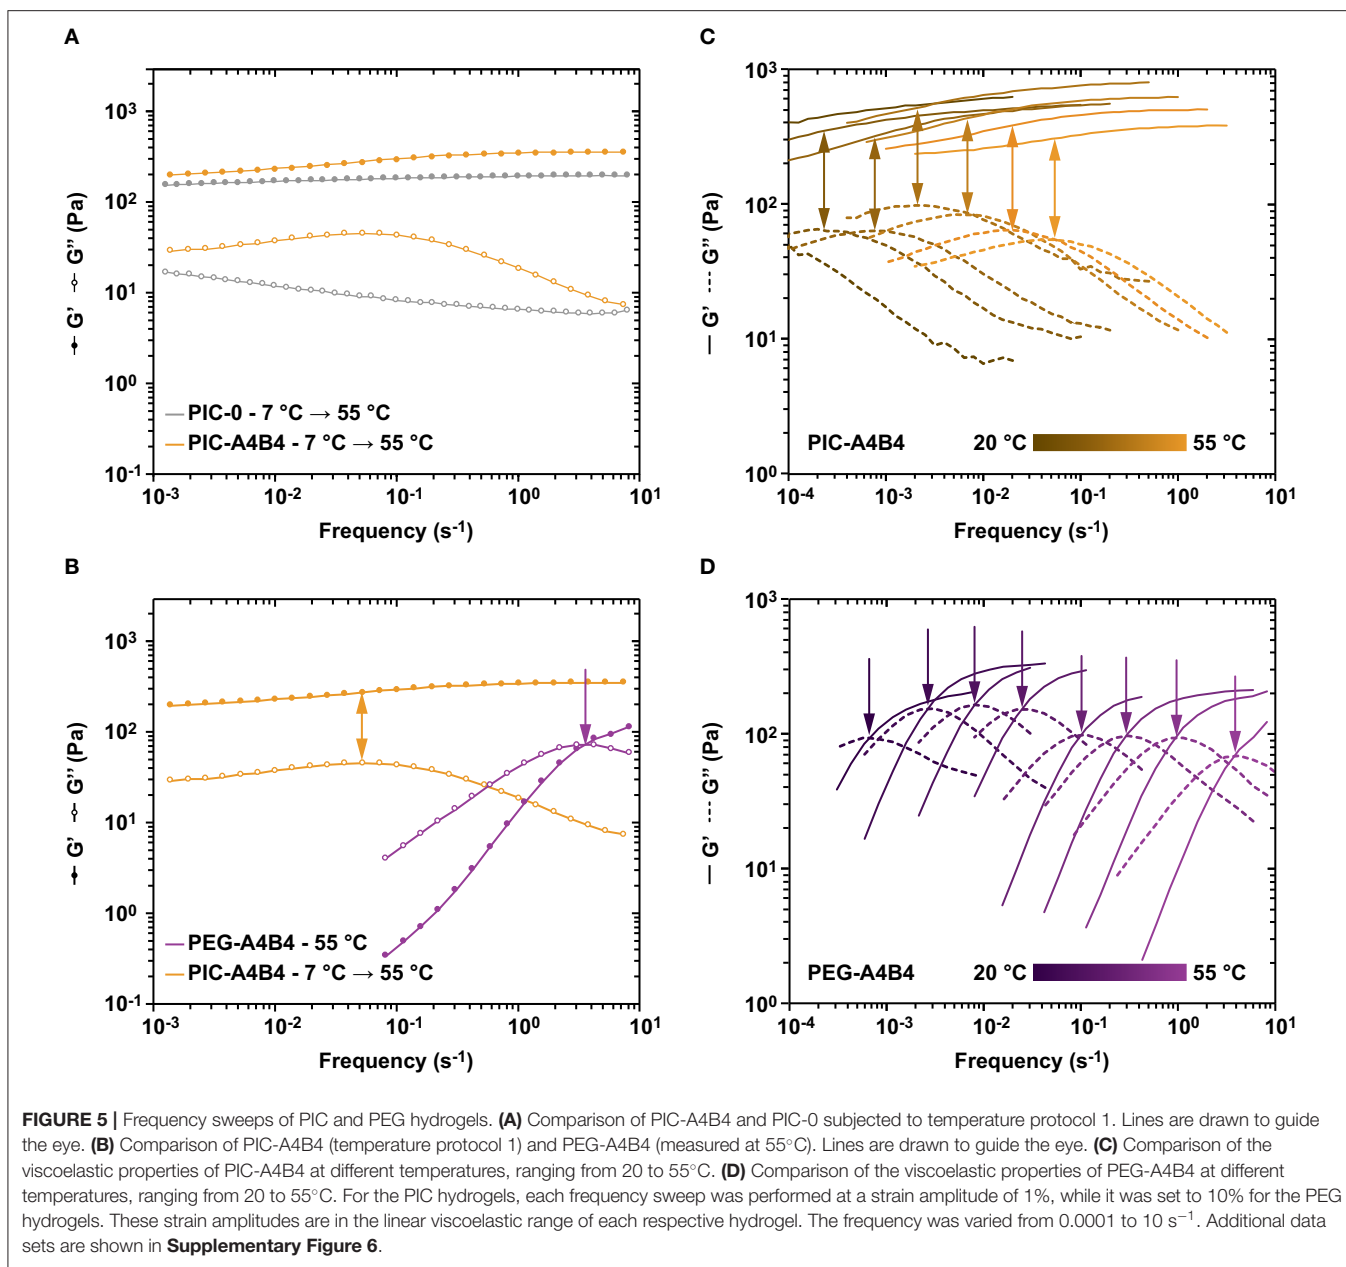 A
10³
10²
10¹
10⁰
10⁻¹
G' G" (Pa)
PIC-0 - 7 °C → 55 °C
PIC-A4B4 - 7 °C → 55 °C
10⁻³ 10⁻² 10⁻¹ 10⁰ 10¹
Frequency (s⁻¹)
C
10³
10²
10¹
10⁰
— G' --- G" (Pa)
PIC-A4B4 20 °C 55 °C
10⁻⁴ 10⁻³ 10⁻² 10⁻¹ 10⁰ 10¹
Frequency (s⁻¹)
B
10³
10²
10¹
10⁰
10⁻¹
G' G" (Pa)
PEG-A4B4 - 55 °C
PIC-A4B4 - 7 °C → 55 °C
10⁻³ 10⁻² 10⁻¹ 10⁰ 10¹
Frequency (s⁻¹)
D
10³
10²
10¹
10⁰
— G' --- G" (Pa)
PEG-A4B4 20 °C 55 °C
10⁻⁴ 10⁻³ 10⁻² 10⁻¹ 10⁰ 10¹
Frequency (s⁻¹)
FIGURE 5 | Frequency sweeps of PIC and PEG hydrogels. (A) Comparison of PIC-A4B4 and PIC-0 subjected to temperature protocol 1. Lines are drawn to guide
the eye. (B) Comparison of PIC-A4B4 (temperature protocol 1) and PEG-A4B4 (measured at 55°C). Lines are drawn to guide the eye. (C) Comparison of the
viscoelastic properties of PIC-A4B4 at different temperatures, ranging from 20 to 55°C. (D) Comparison of the viscoelastic properties of PEG-A4B4 at different
temperatures, ranging from 20 to 55°C. For the PIC hydrogels, each frequency sweep was performed at a strain amplitude of 1%, while it was set to 10% for the PEG
hydrogels. These strain amplitudes are in the linear viscoelastic range of each respective hydrogel. The frequency was varied from 0.0001 to 10 s⁻¹. Additional data
sets are shown in Supplementary Figure 6.